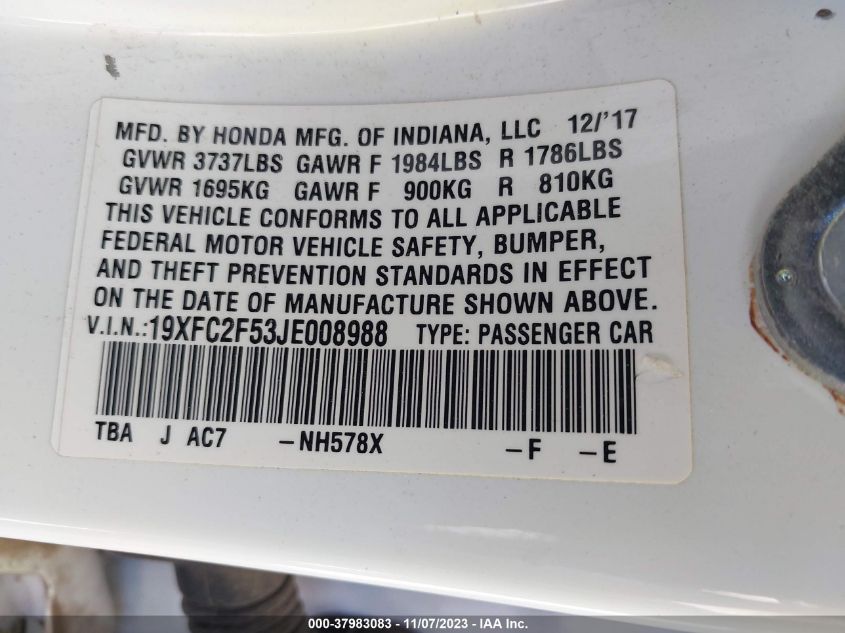 MFD. BY HONDA MFG. OF INDIANA, LLC 12/'17
GVWR 3737LBS GAWR F 1984LBS R 1786LBS
GVWR 1695KG GAWR F 900KG R 810KG
THIS VEHICLE CONFORMS TO ALL APPLICABLE
FEDERAL MOTOR VEHICLE SAFETY, BUMPER,
AND THEFT PREVENTION STANDARDS IN EFFECT
ON THE DATE OF MANUFACTURE SHOWN ABOVE.
V.I.N.:19XFC2F53JE008988 TYPE: PASSENGER CAR
TBA J AC7 -NH578X -F -E
000-37983083 - 11/07/2023 - IAAI Inc.